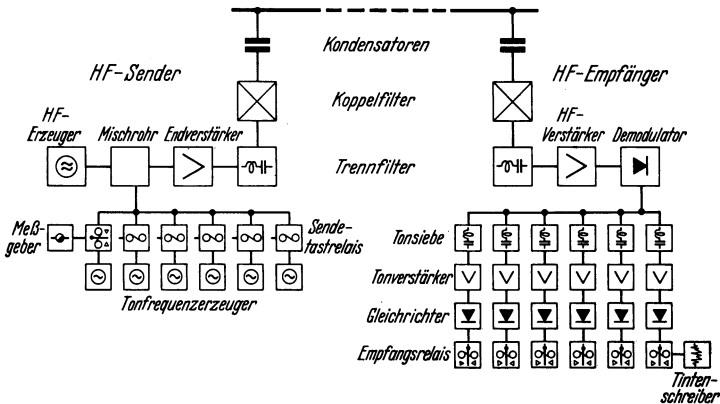 Kondensatoren
HF-Sender
HF-Empfänger
Koppelfilter
HF-
Erzeuger
Mischrohr
Endverstärker
HF-
Verstärker
Demodulator
Trennfilter
Meß-
geber
Sende-
tastrelais
Tonsiebe
Tonfrequenzerzeuger
Tonverstärker
Gleichrichter
Empfangsrelais
Tinten-
schreiber